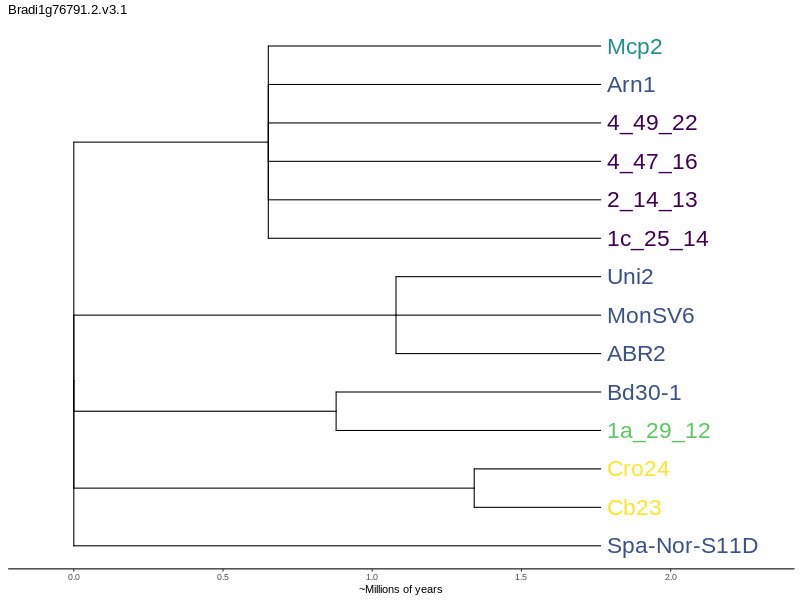 Bradi1g76791.2.v3.1
Mcp2
Arn1
4_49_22
4_47_16
2_14_13
1c_25_14
Uni2
MonSV6
ABR2
Bd30-1
1a_29_12
Cro24
Cb23
Spa-Nor-S11D
0.0 0.5 1.0 1.5 2.0
~Millions of years